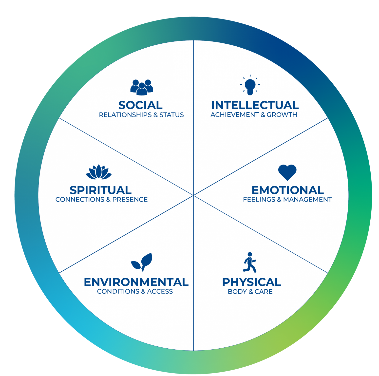 SOCIAL
RELATIONSHIPS & STATUS
INTELLECTUAL
ACHIEVEMENT & GROWTH
SPIRITUAL
CONNECTIONS & PRESENCE
EMOTIONAL
FEELINGS & MANAGEMENT
ENVIRONMENTAL
CONDITIONS & ACCESS
PHYSICAL
BODY & CARE